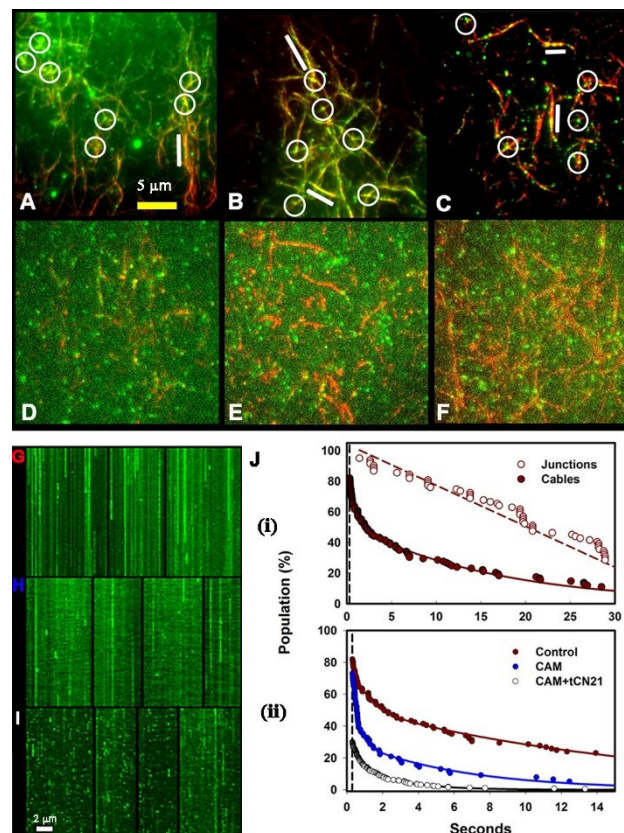 A
5 μm
B
C
D
E
F
G
H
I
2 μm
J
(i)
(ii)
Population (%)
100
80
60
40
20
0
Junctions
Cables
0 5 10 15 20 25 30
80
60
40
20
0
Control
CAM
CAM+tCN21
0 2 4 6 8 10 12 14
Seconds